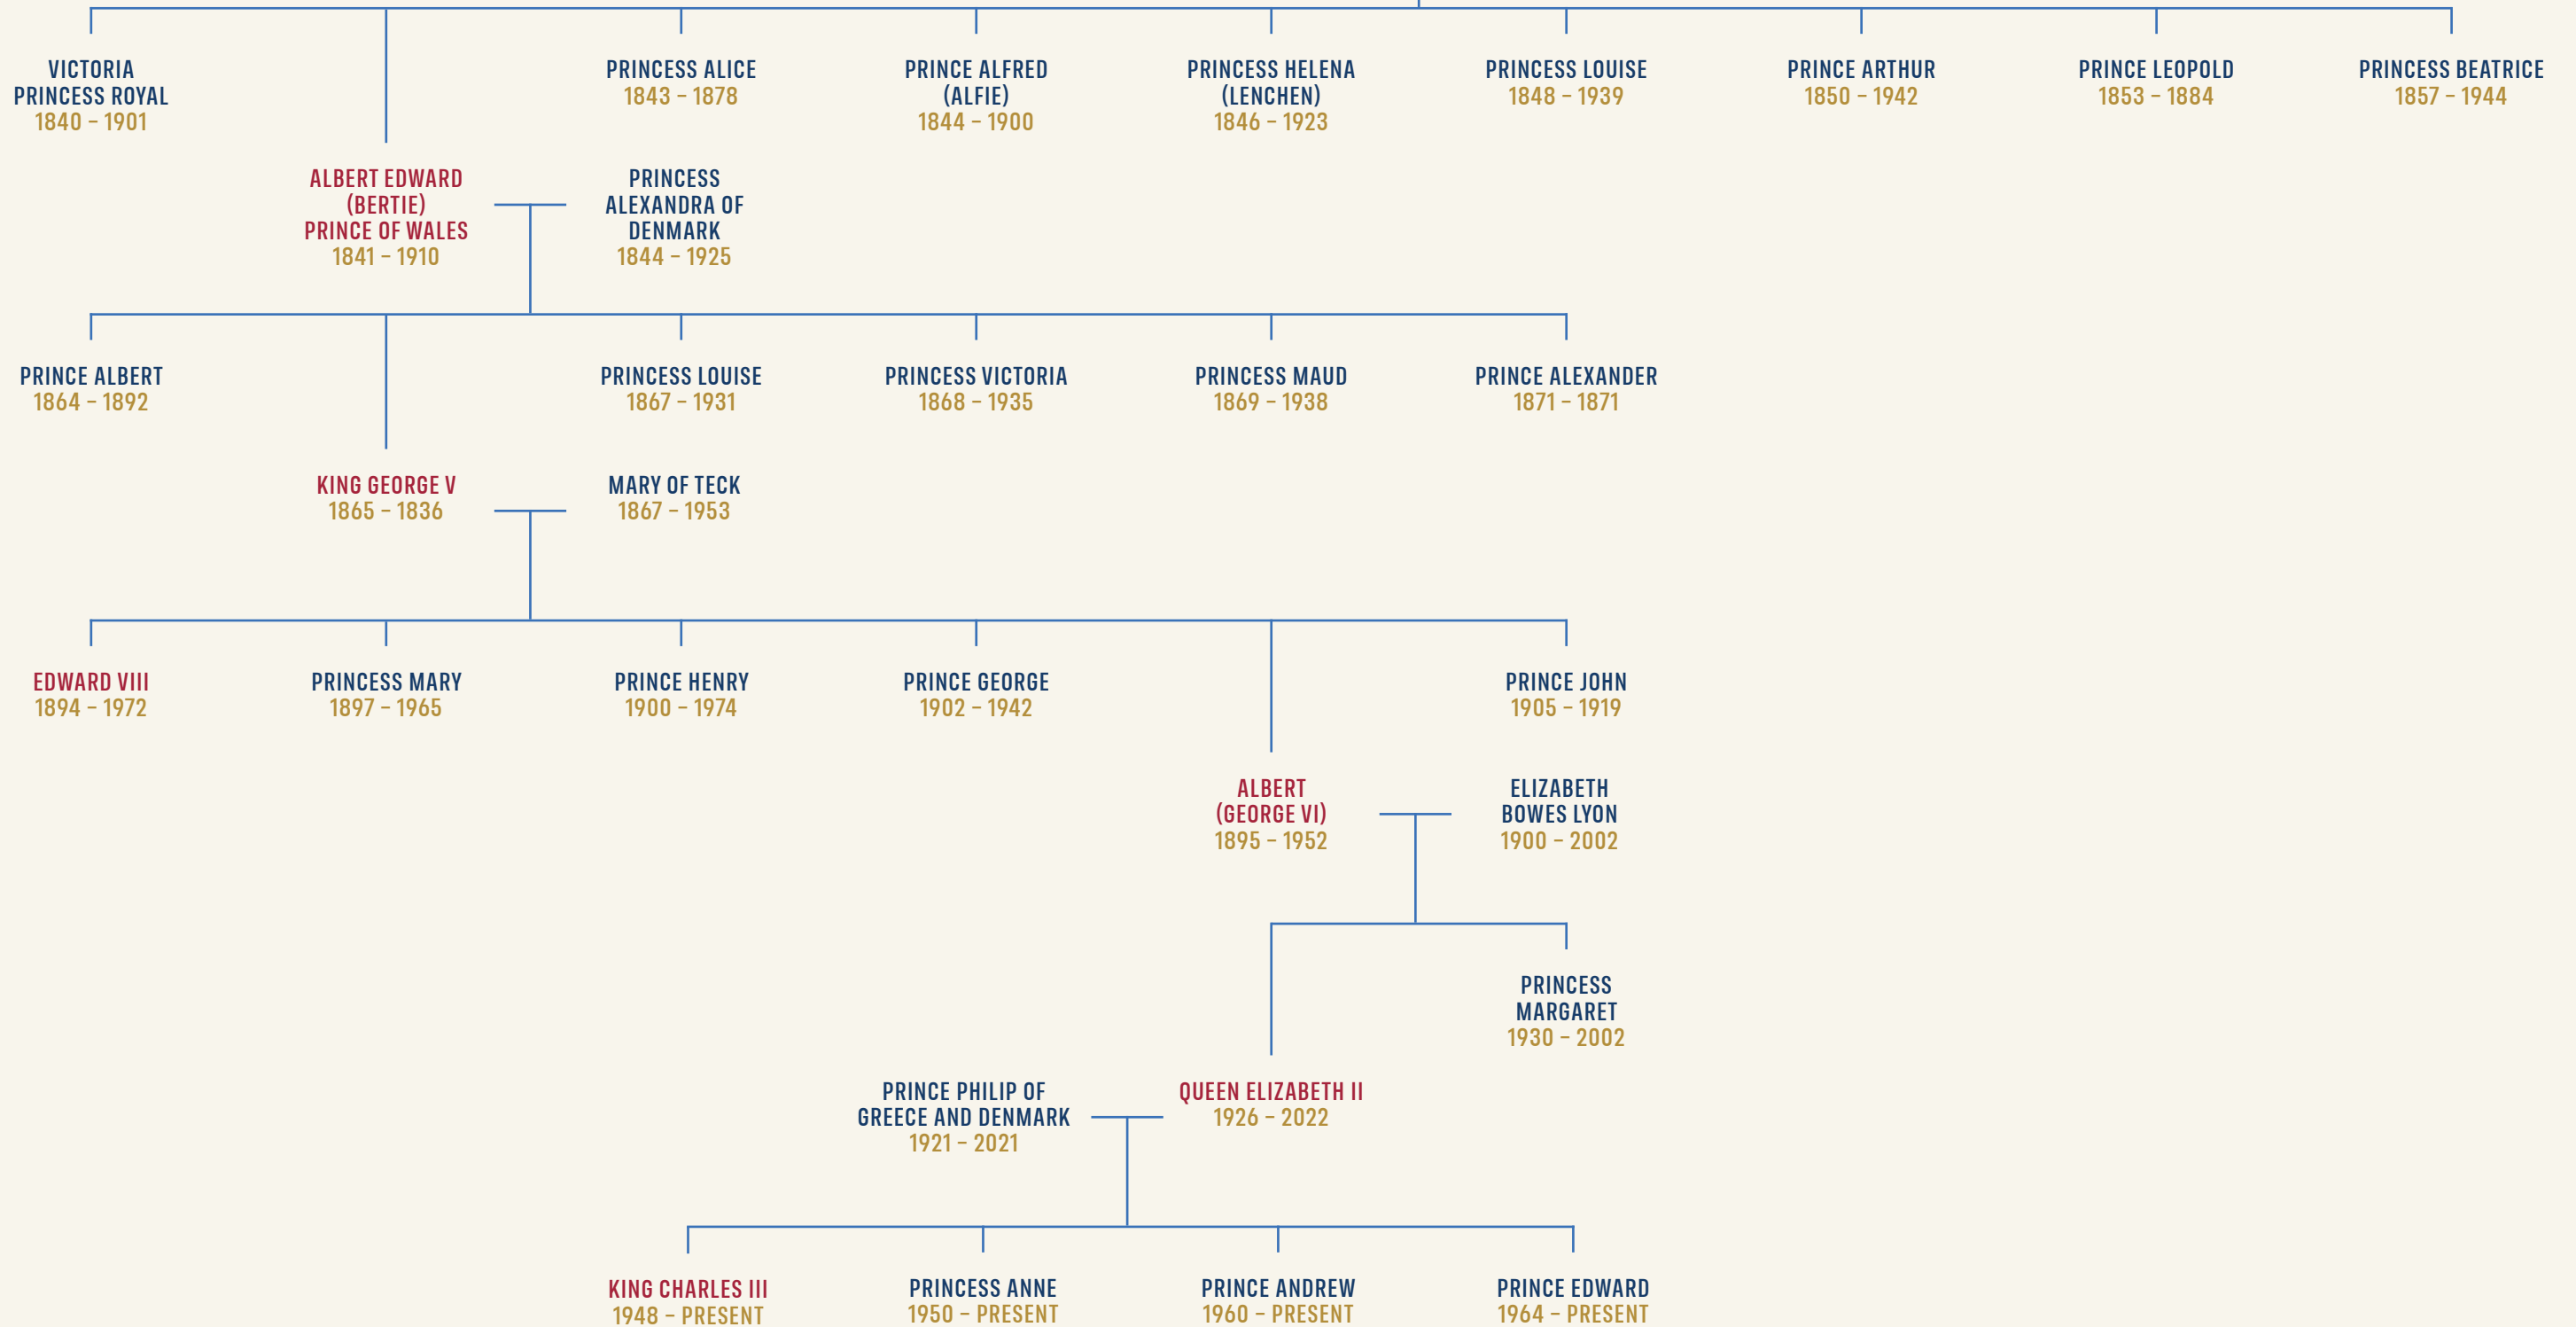 VICTORIA
PRINCESS ROYAL
1840 – 1901
PRINCESS ALICE
1843 – 1878
PRINCE ALFRED
(ALFIE)
1844 – 1900
PRINCESS HELENA
(LENCHEN)
1846 – 1923
PRINCESS LOUISE
1848 – 1939
PRINCE ARTHUR
1850 – 1942
PRINCE LEOPOLD
1853 – 1884
PRINCESS BEATRICE
1857 – 1944
ALBERT EDWARD
(BERTIE)
PRINCE OF WALES
1841 – 1910
PRINCESS
ALEXANDRA OF
DENMARK
1844 – 1925
PRINCE ALBERT
1864 – 1892
PRINCESS LOUISE
1867 – 1931
PRINCESS VICTORIA
1868 – 1935
PRINCESS MAUD
1869 – 1938
PRINCE ALEXANDER
1871 – 1871
KING GEORGE V
1865 – 1836
MARY OF TECK
1867 – 1953
EDWARD VIII
1894 – 1972
PRINCESS MARY
1897 – 1965
PRINCE HENRY
1900 – 1974
PRINCE GEORGE
1902 – 1942
PRINCE JOHN
1905 – 1919
ALBERT
(GEORGE VI)
1895 – 1952
ELIZABETH
BOWES LYON
1900 – 2002
PRINCESS
MARGARET
1930 – 2002
PRINCE PHILIP OF
GREECE AND DENMARK
1921 – 2021
QUEEN ELIZABETH II
1926 – 2022
KING CHARLES III
1948 – PRESENT
PRINCESS ANNE
1950 – PRESENT
PRINCE ANDREW
1960 – PRESENT
PRINCE EDWARD
1964 – PRESENT